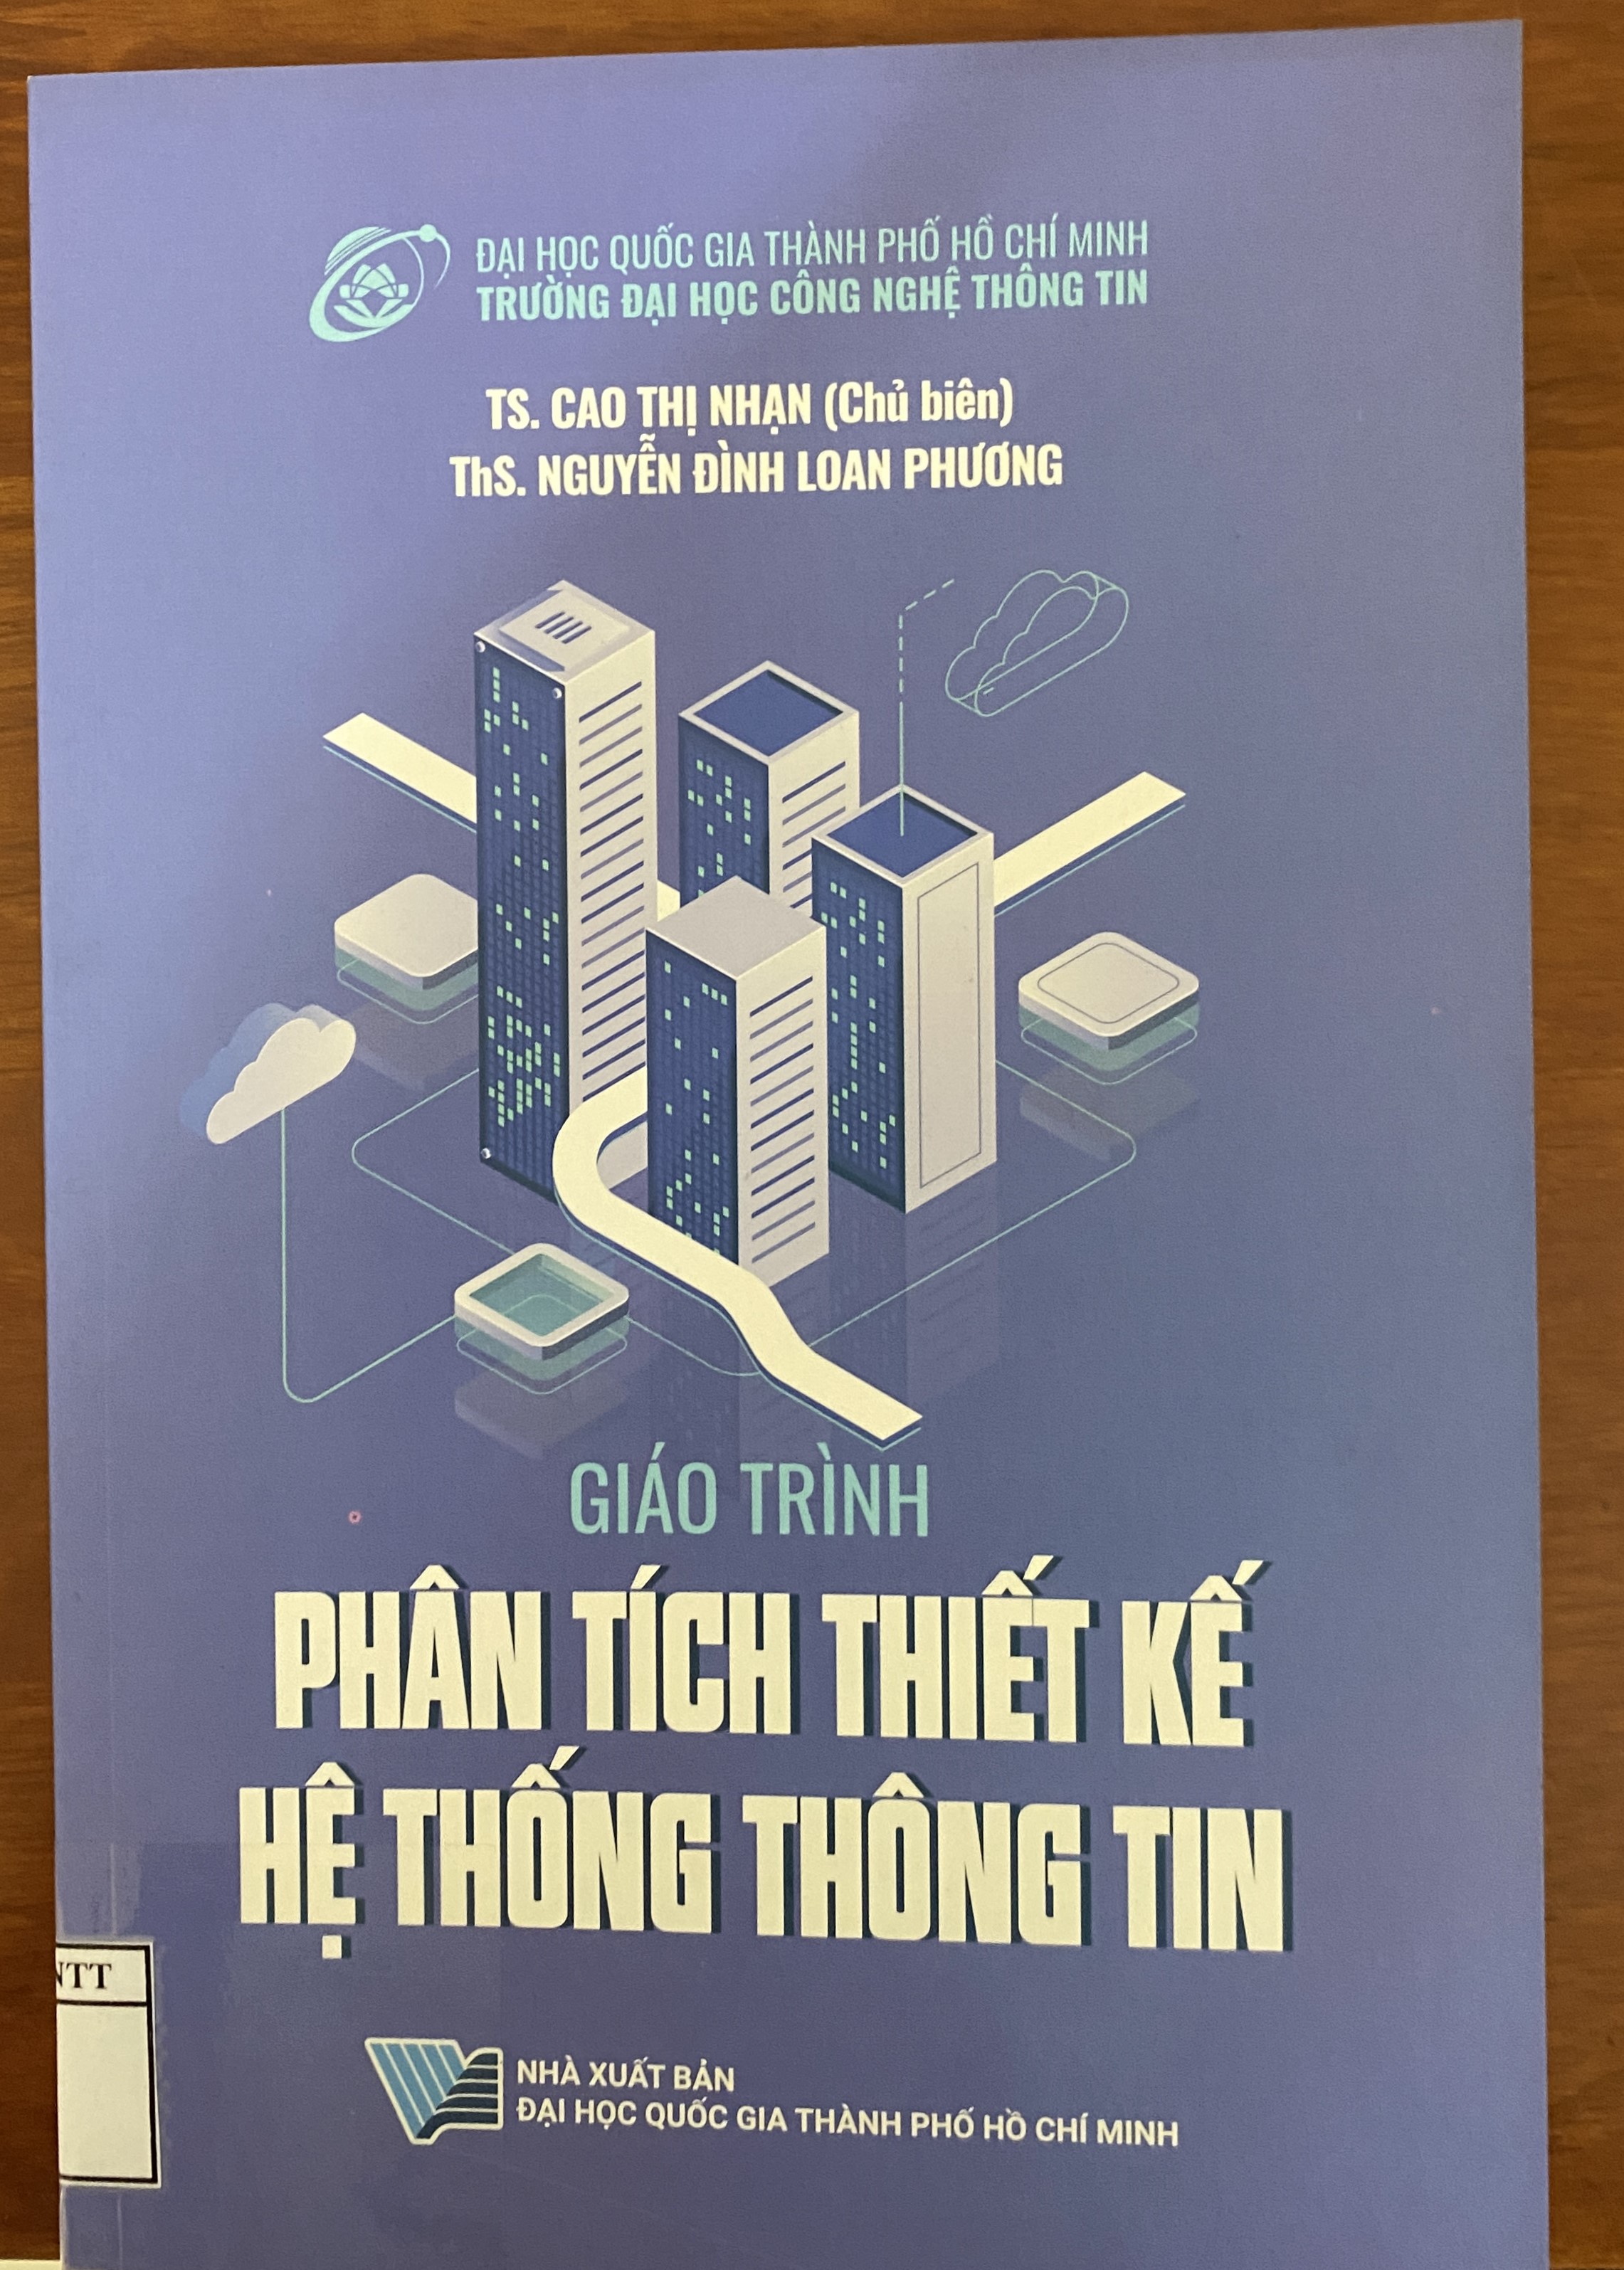 ĐẠI HỌC QUỐC GIA THÀNH PHỐ HỒ CHÍ MINH
TRƯỜNG ĐẠI HỌC CÔNG NGHỆ THÔNG TIN
TS. CAO THỊ NHẠN (Chủ biên)
ThS. NGUYỄN ĐÌNH LOAN PHƯƠNG
GIÁO TRÌNH
PHÂN TÍCH THIẾT KẾ
HỆ THỐNG THÔNG TIN
NHÀ XUẤT BẢN
ĐẠI HỌC QUỐC GIA THÀNH PHỐ HỒ CHÍ MINH